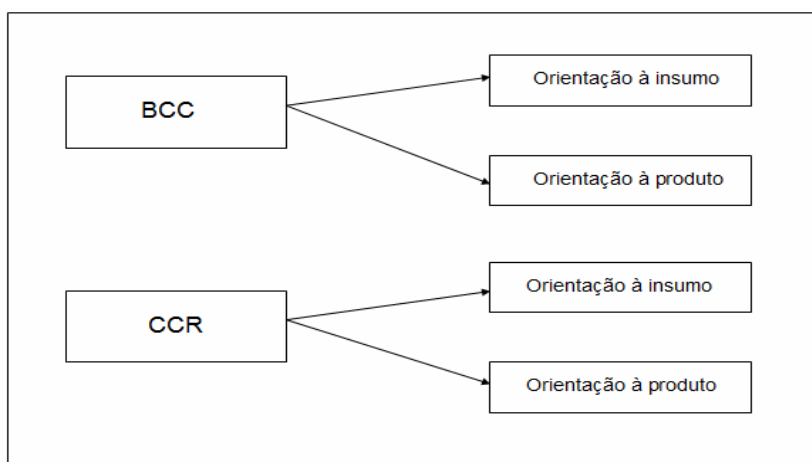 BCC
Orientação à insumo
Orientação à produto
CCR
Orientação à insumo
Orientação à produto